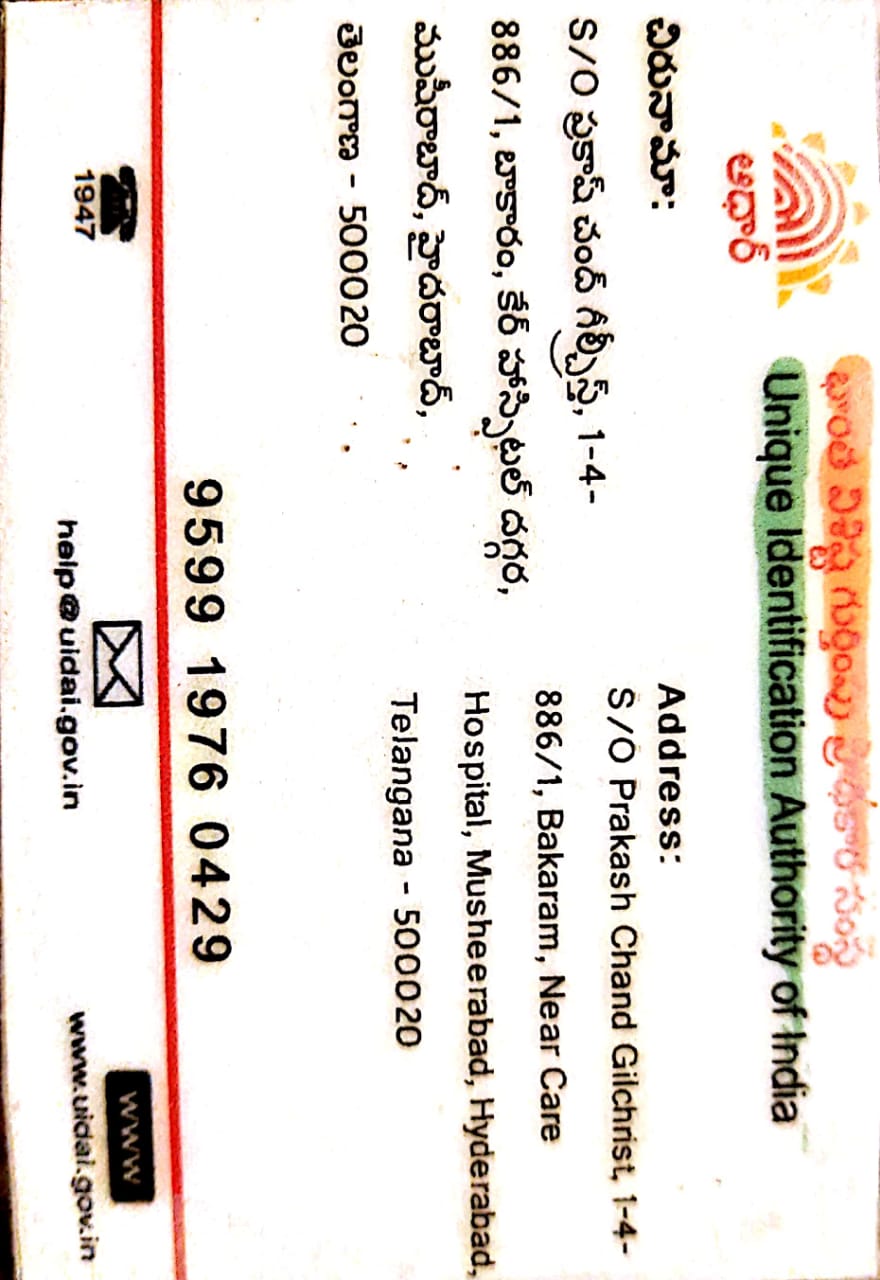 భారత విశిష్ట గుర్తింపు ప్రాధికార సంస్థ
Unique Identification Authority of India
ఆధార్
చిరునామా:
S/O ప్రకాష్ చంద్ గిల్క్రిస్ట్, 1-4-
886/1, బాకారం, కేర్ హాస్పిటల్ దగ్గర,
ముషీరాబాద్, హైదరాబాద్,
తెలంగాణ - 500020
Address:
S/O Prakash Chand Gilchrist, 1-4-
886/1, Bakaram, Near Care
Hospital, Musheerabad, Hyderabad,
Telangana - 500020
9599 1976 0429
1947
help@uidai.gov.in
www
www.uidai.gov.in